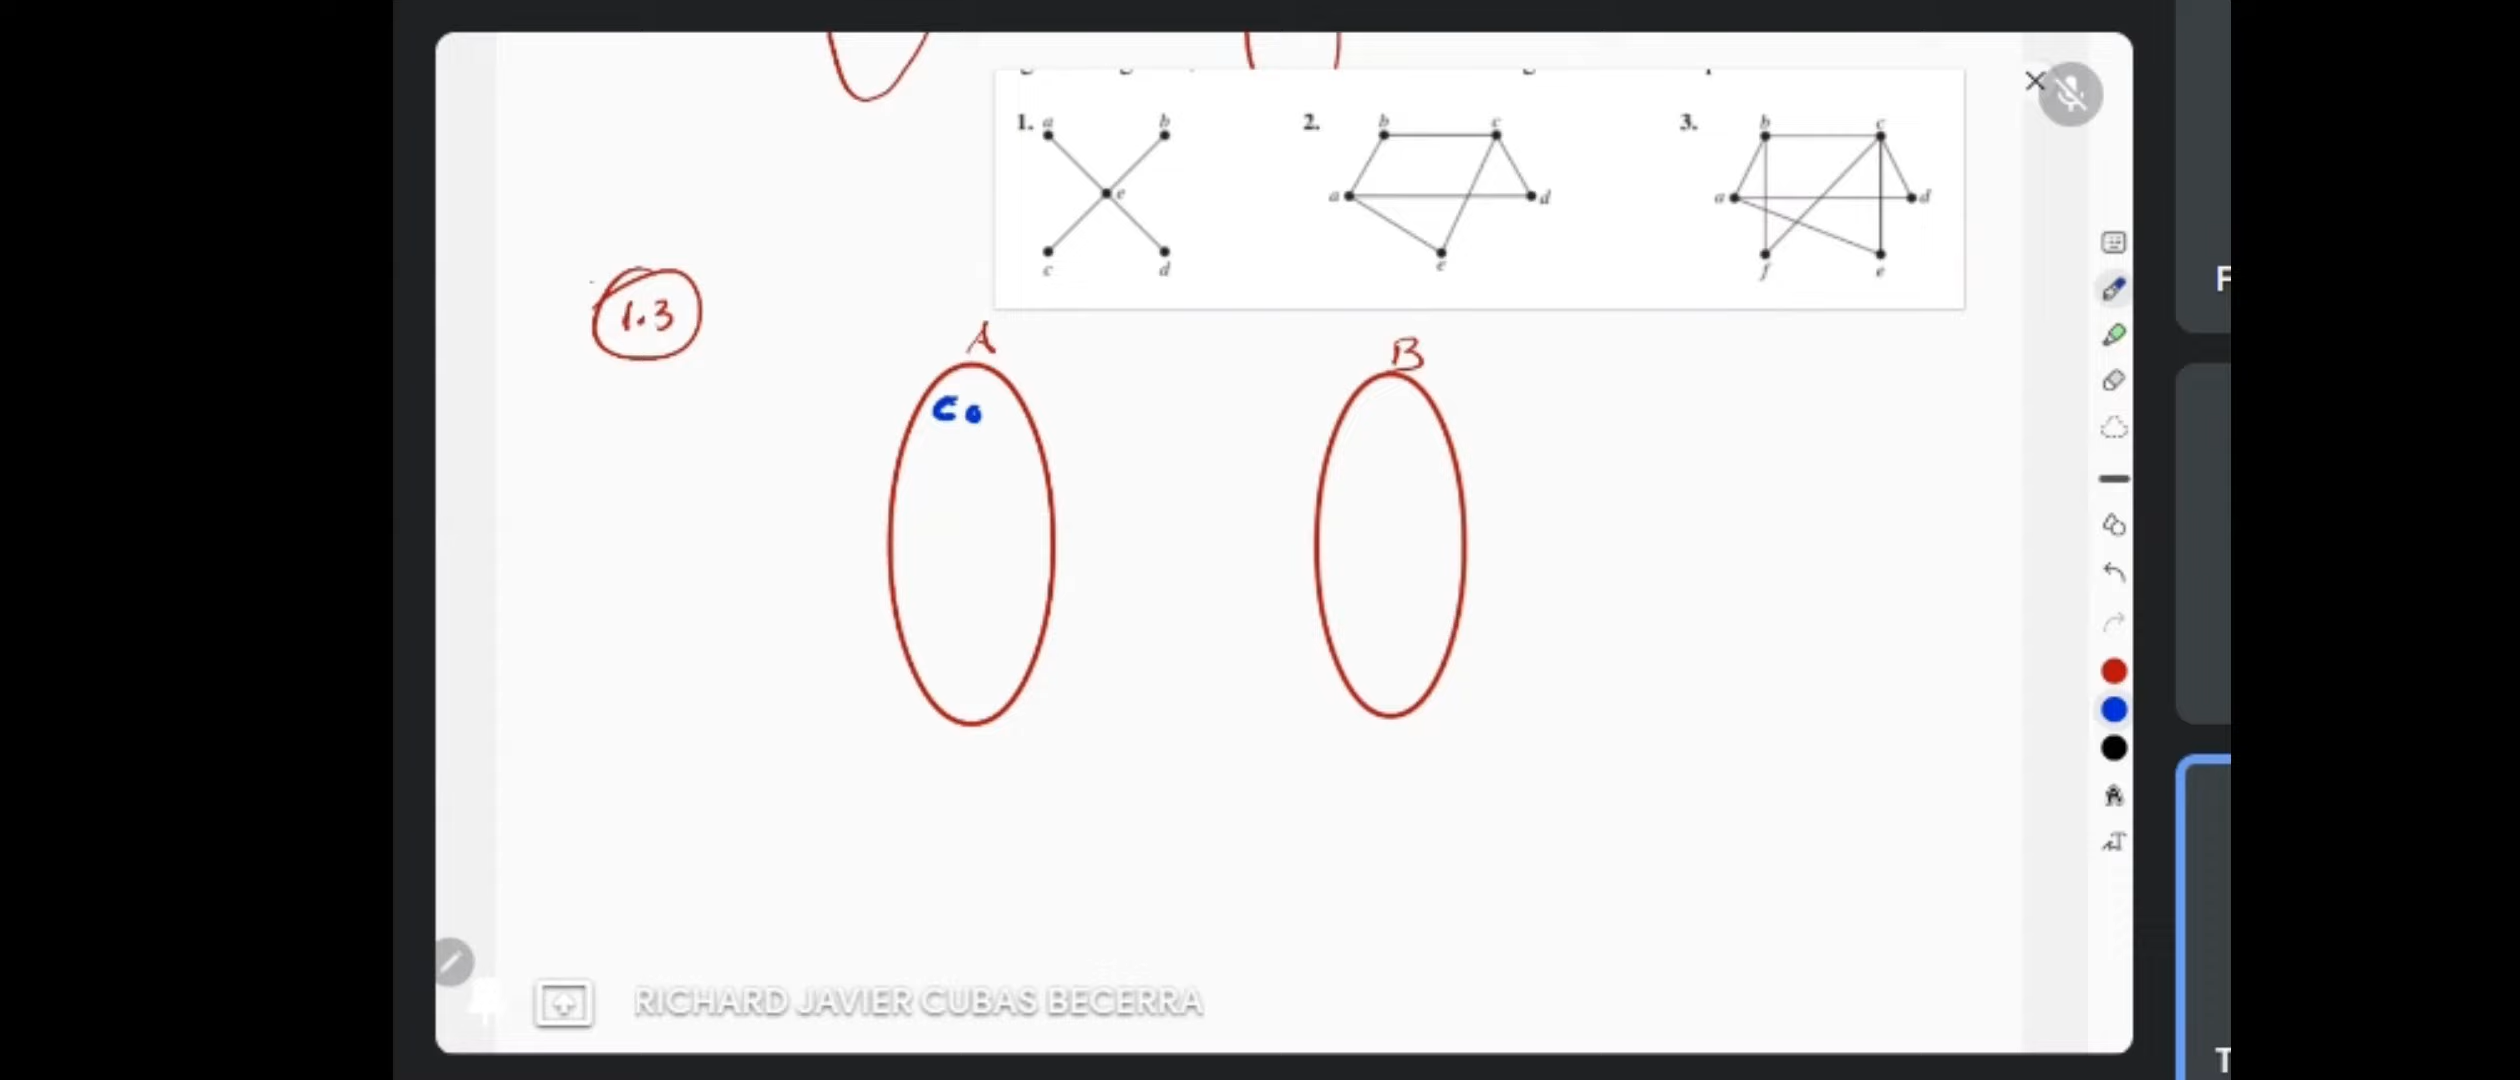 1. a b e c d
2. b c a d e
3. b c a d f e
1.3
A
B
c
RICHARD JAVIER CUBAS BECERRA
F
T